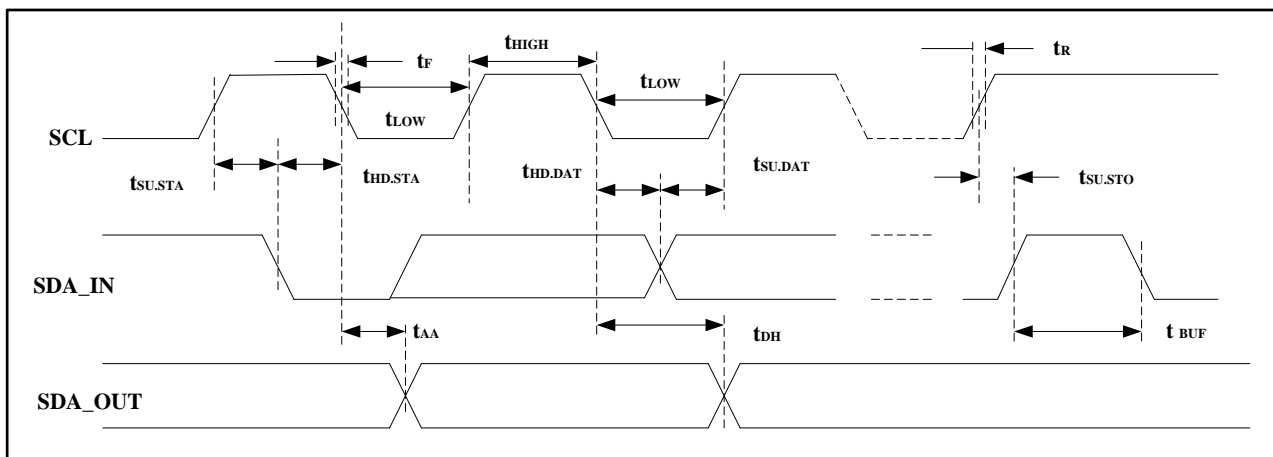 tHIGH
tF
tR
tLOW
tLOW
SCL
tSU.STA
tHD.STA
tHD.DAT
tSU.DAT
tSU.STO
SDA_IN
tAA
tDH
t BUF
SDA_OUT